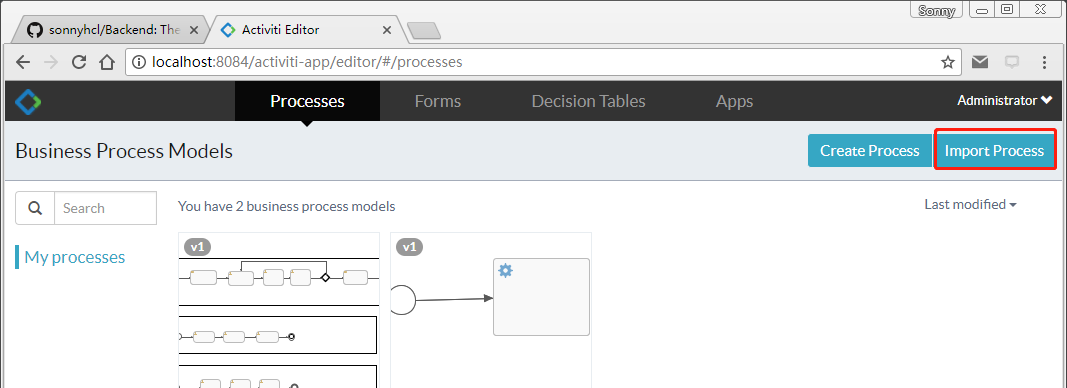 Sonny
sonnyhcl/Backend: The
Activiti Editor
localhost:8084/activiti-app/editor/#/processes
Processes
Forms
Decision Tables
Apps
Administrator
Business Process Models
Create Process
Import Process
Search
You have 2 business process models
Last modified
My processes
v1
v1